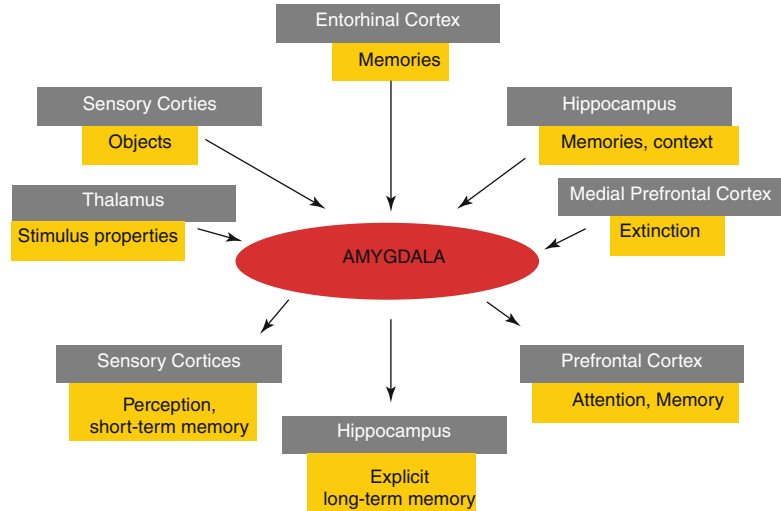 Entorhinal Cortex
Memories
Sensory Corties
Objects
Hippocampus
Memories, context
Thalamus
Stimulus properties
Medial Prefrontal Cortex
Extinction
AMYGDALA
Sensory Cortices
Perception,
short-term memory
Hippocampus
Explicit
long-term memory
Prefrontal Cortex
Attention, Memory